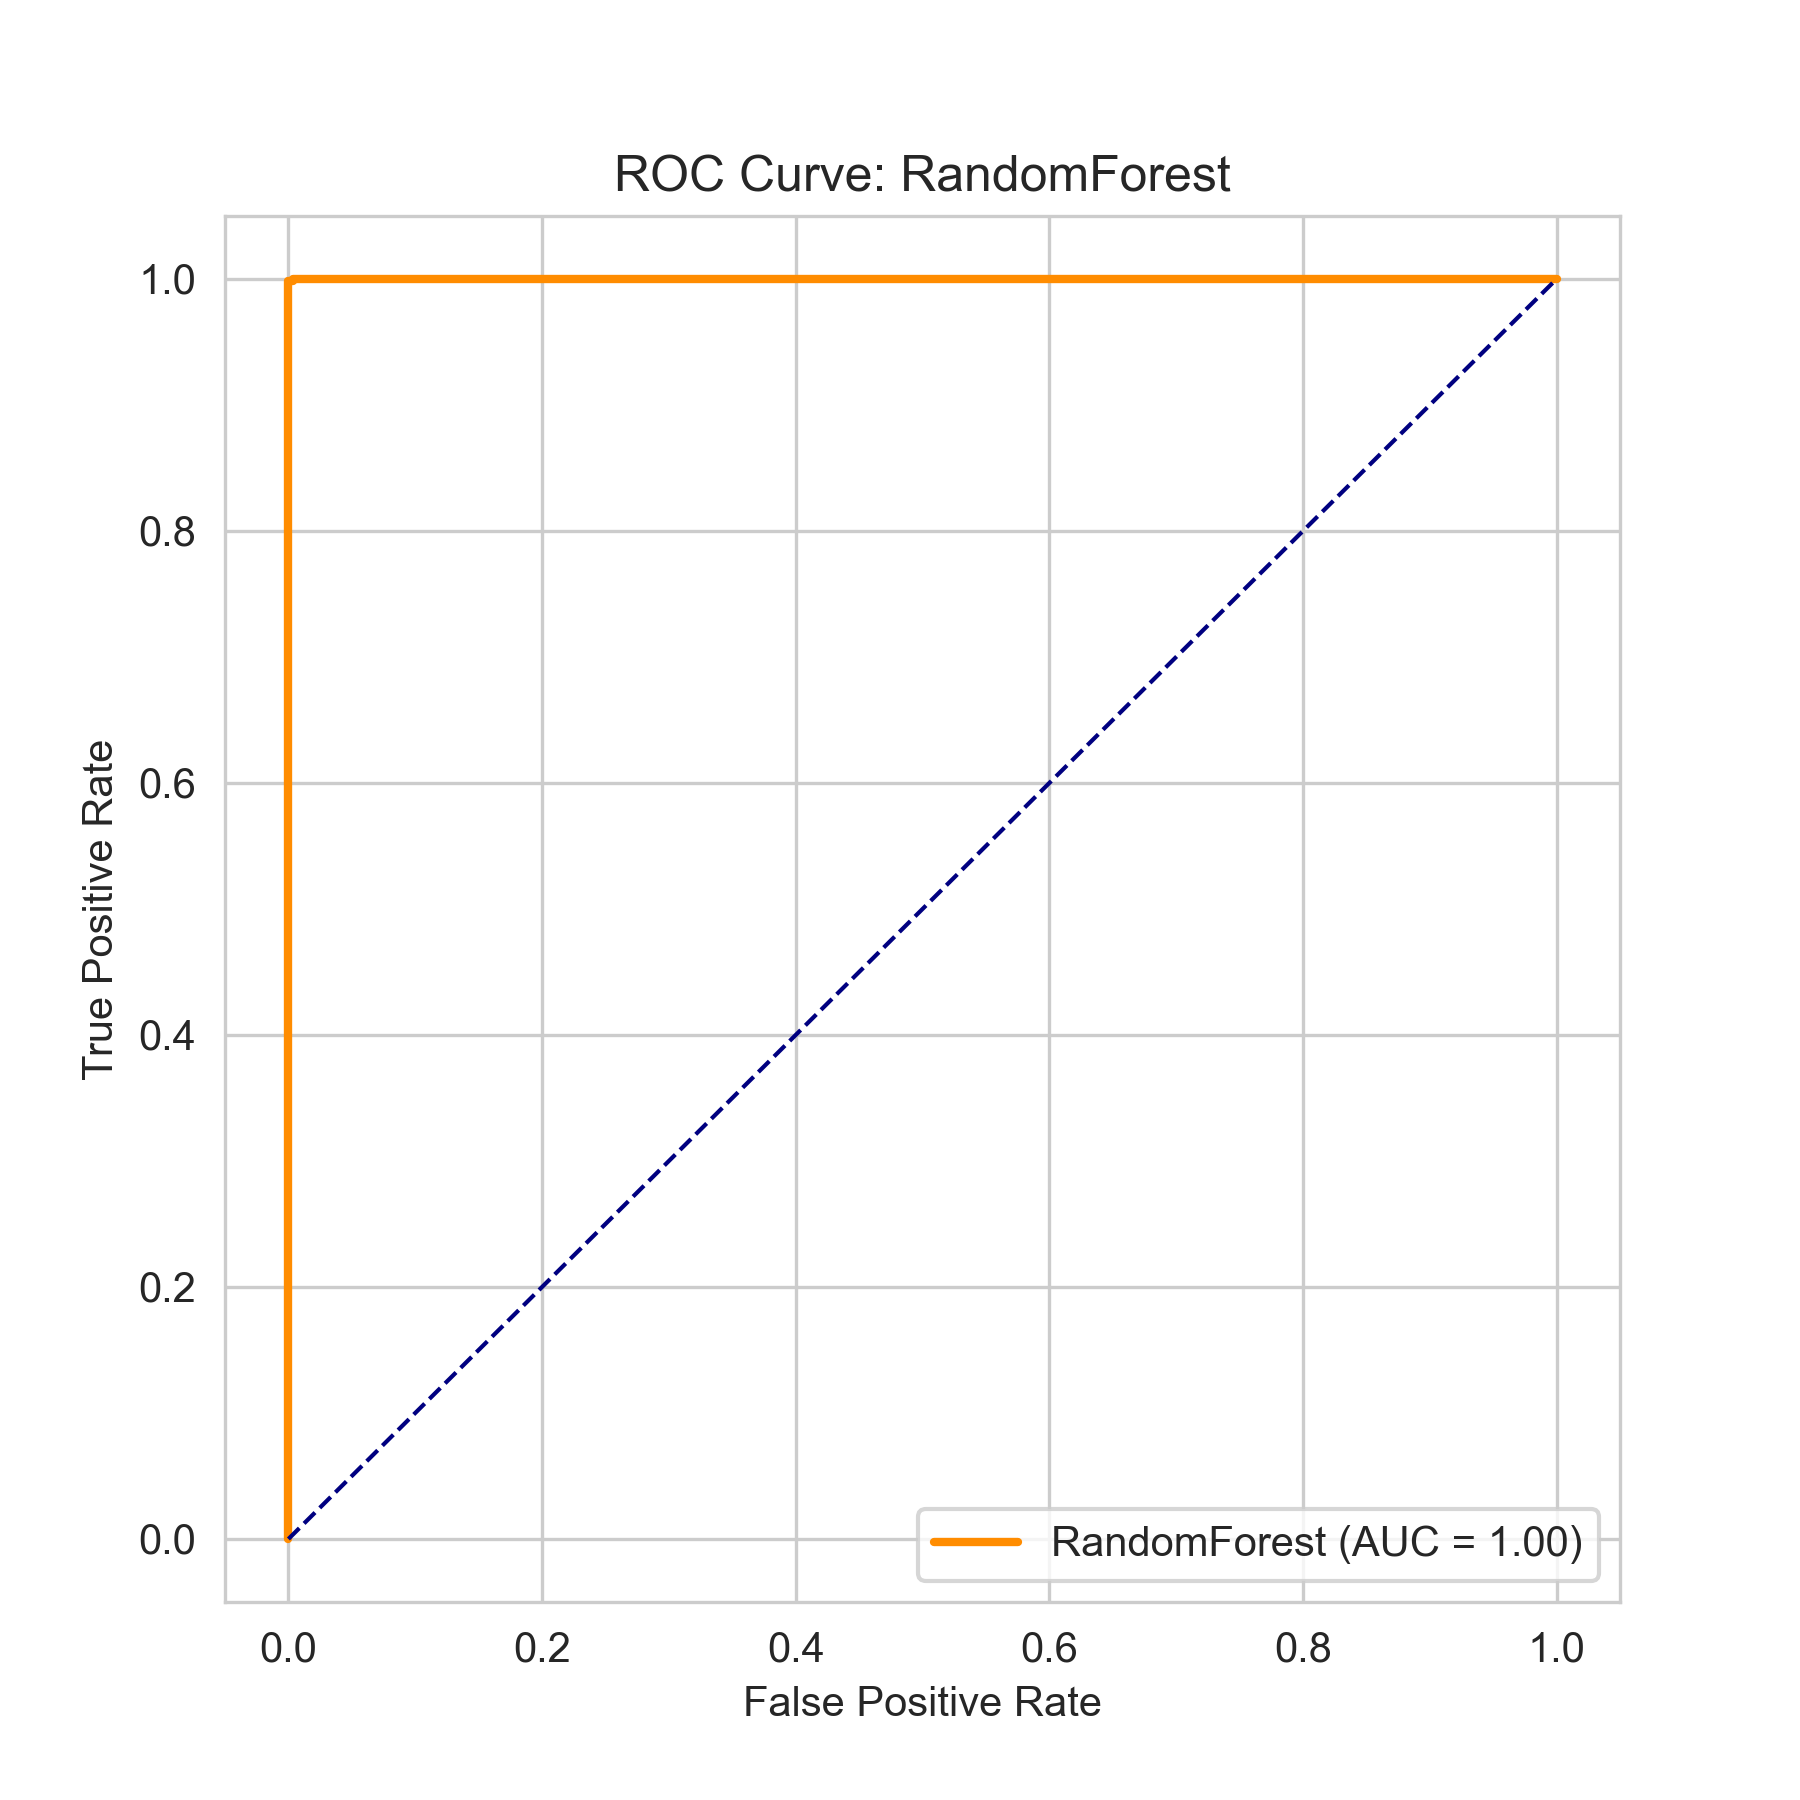 ROC Curve: RandomForest
1.0
0.8
0.6
0.4
0.2
0.0
True Positive Rate
RandomForest (AUC = 1.00)
0.0 0.2 0.4 0.6 0.8 1.0
False Positive Rate